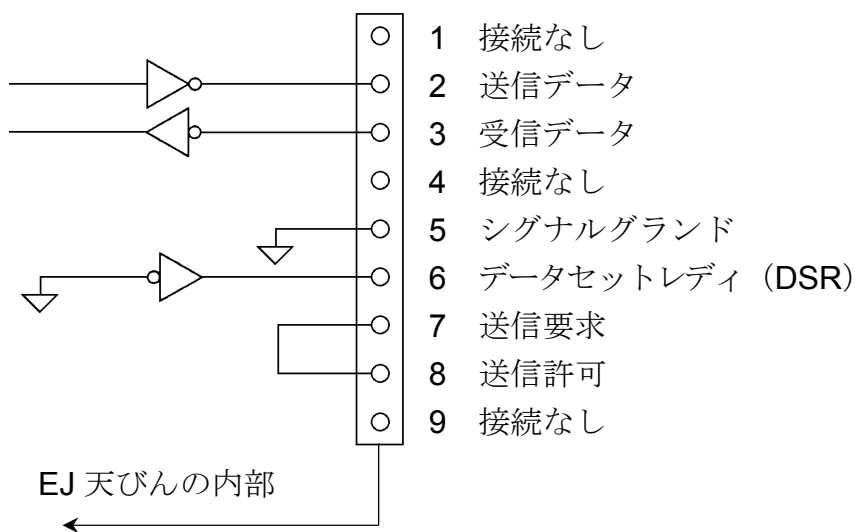 1 接続なし
2 送信データ
3 受信データ
4 接続なし
5 シグナルグランド
6 データセットレディ（DSR）
7 送信要求
8 送信許可
9 接続なし
EJ 天びんの内部